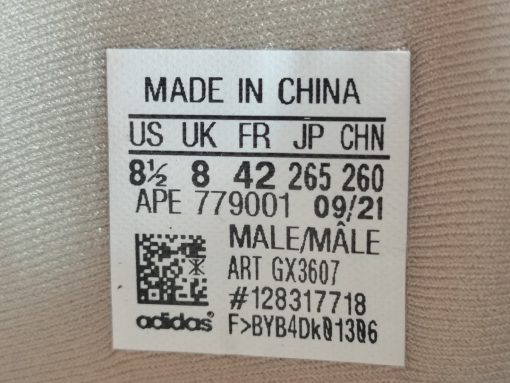 MADE IN CHINA
US UK FR JP CHN
8½ 8 42 265 260
APE 779001 09/21
MALE/MÂLE
ART GX3607
#128317718
adidas® F>BYB4Dk01306